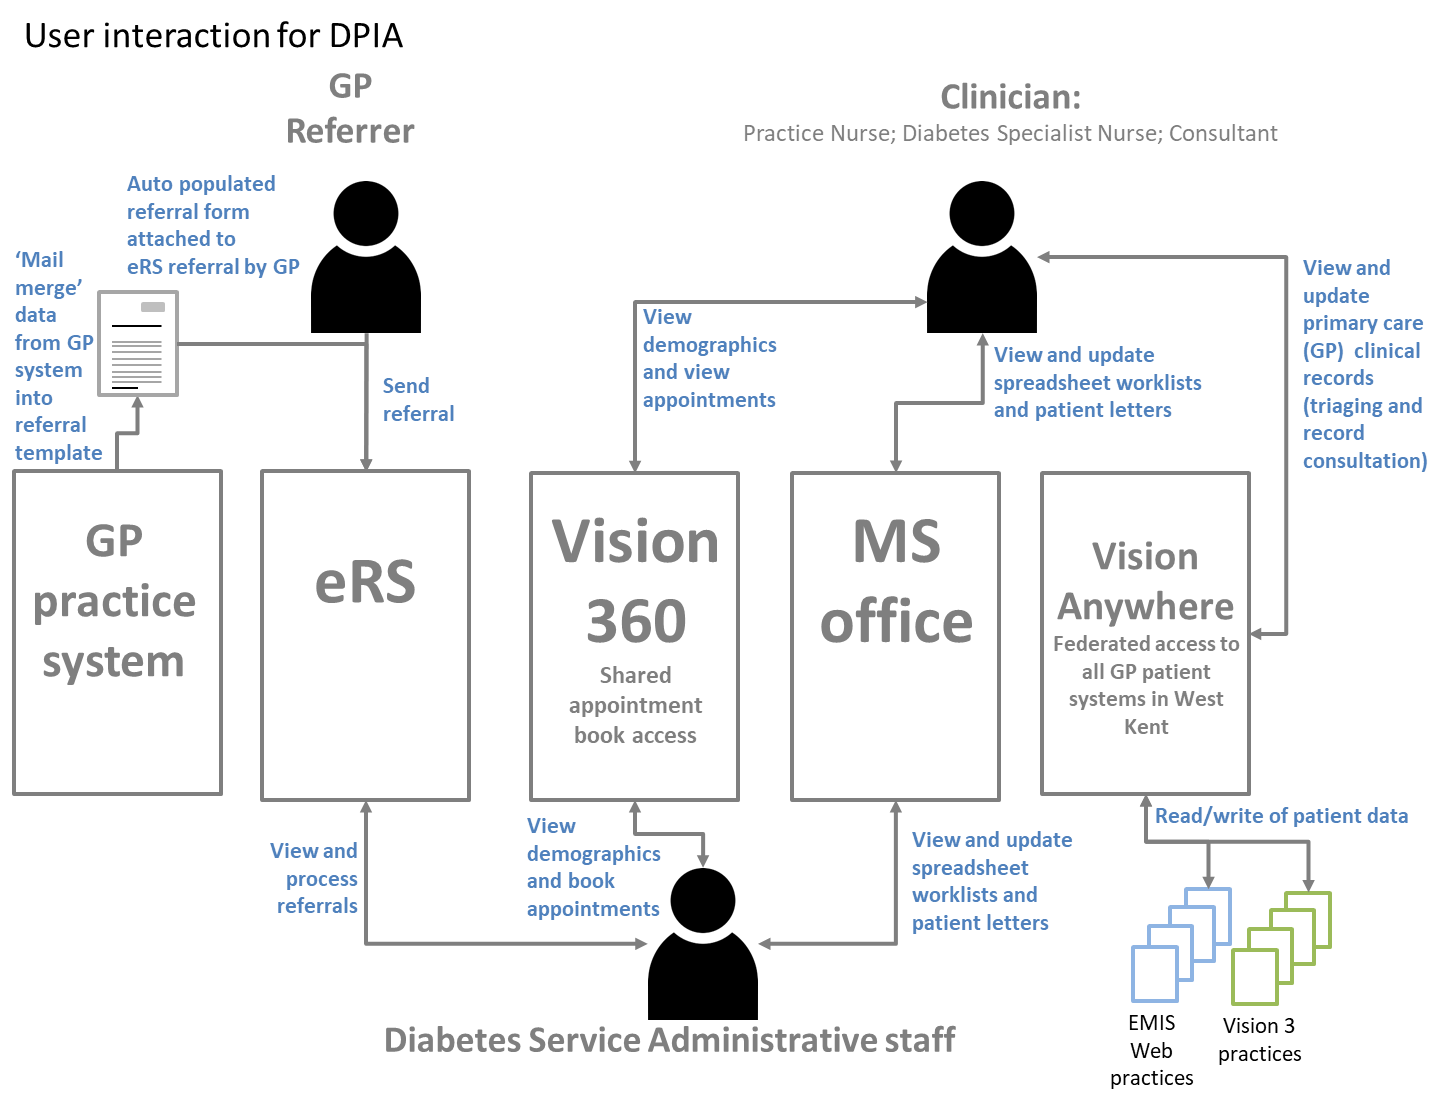 User interaction for DPIA
GP
Referrer
Clinician:
Practice Nurse; Diabetes Specialist Nurse; Consultant
Auto populated
referral form
attached to
eRS referral by GP
‘Mail
merge’
data
from GP
system
into
referral
template
Send
referral
View
demographics
and view
appointments
View and update
spreadsheet worklists
and patient letters
View and
update
primary care
(GP) clinical
records
(triaging and
record
consultation)
GP
practice
system
eRS
Vision
360
Shared
appointment
book access
MS
office
Vision
Anywhere
Federated access to
all GP patient
systems in West
Kent
View and
process
referrals
View
demographics
and book
appointments
View and update
spreadsheet
worklists and
patient letters
Read/write of patient data
Diabetes Service Administrative staff
EMIS
Web
practices
Vision 3
practices